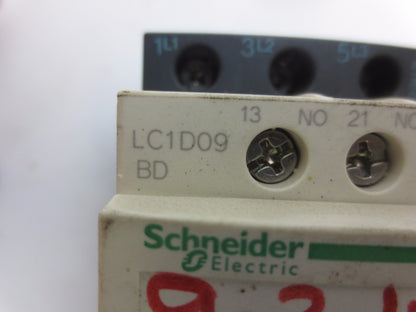 1L1 3L2 5L3
13 NO 21 NC
LC1D09
BD
Schneider
Electric